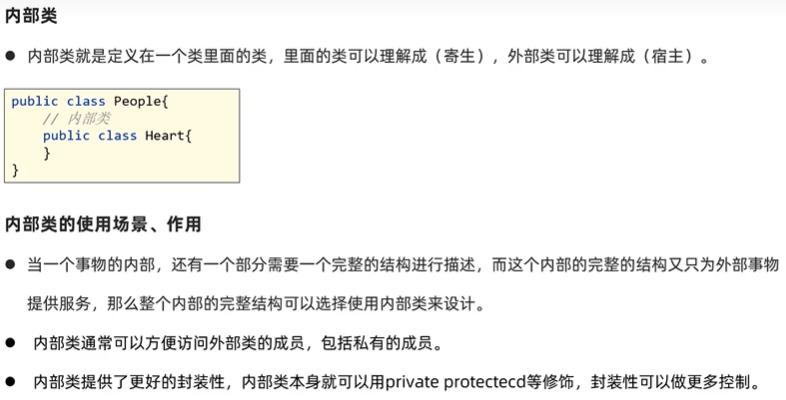 内部类
● 内部类就是定义在一个类里面的类，里面的类可以理解成（寄生），外部类可以理解成（宿主）。
public class People{
// 内部类
public class Heart{
}
}
内部类的使用场景、作用
● 当一个事物的内部，还有一个部分需要一个完整的结构进行描述，而这个内部的完整的结构又只为外部事物
提供服务，那么整个内部的完整结构可以选择使用内部类来设计。
● 内部类通常可以方便访问外部类的成员，包括私有的成员。
● 内部类提供了更好的封装性，内部类本身就可以用private protectecd等修饰，封装性可以做更多控制。